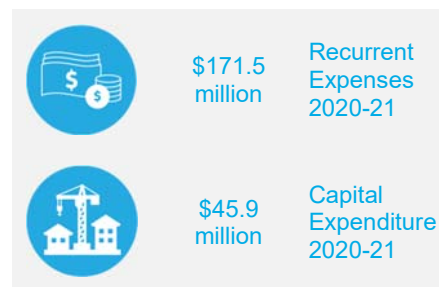 $171.5
million
Recurrent
Expenses
2020-21
$45.9
million
Capital
Expenditure
2020-21